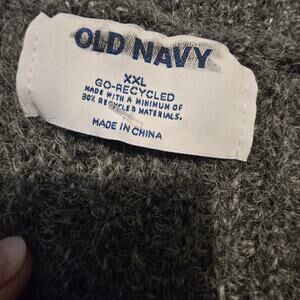 OLD NAVY
XXL
GO-RECYCLED
MADE WITH A MINIMUM OF
30% RECYCLED MATERIALS.
MADE IN CHINA